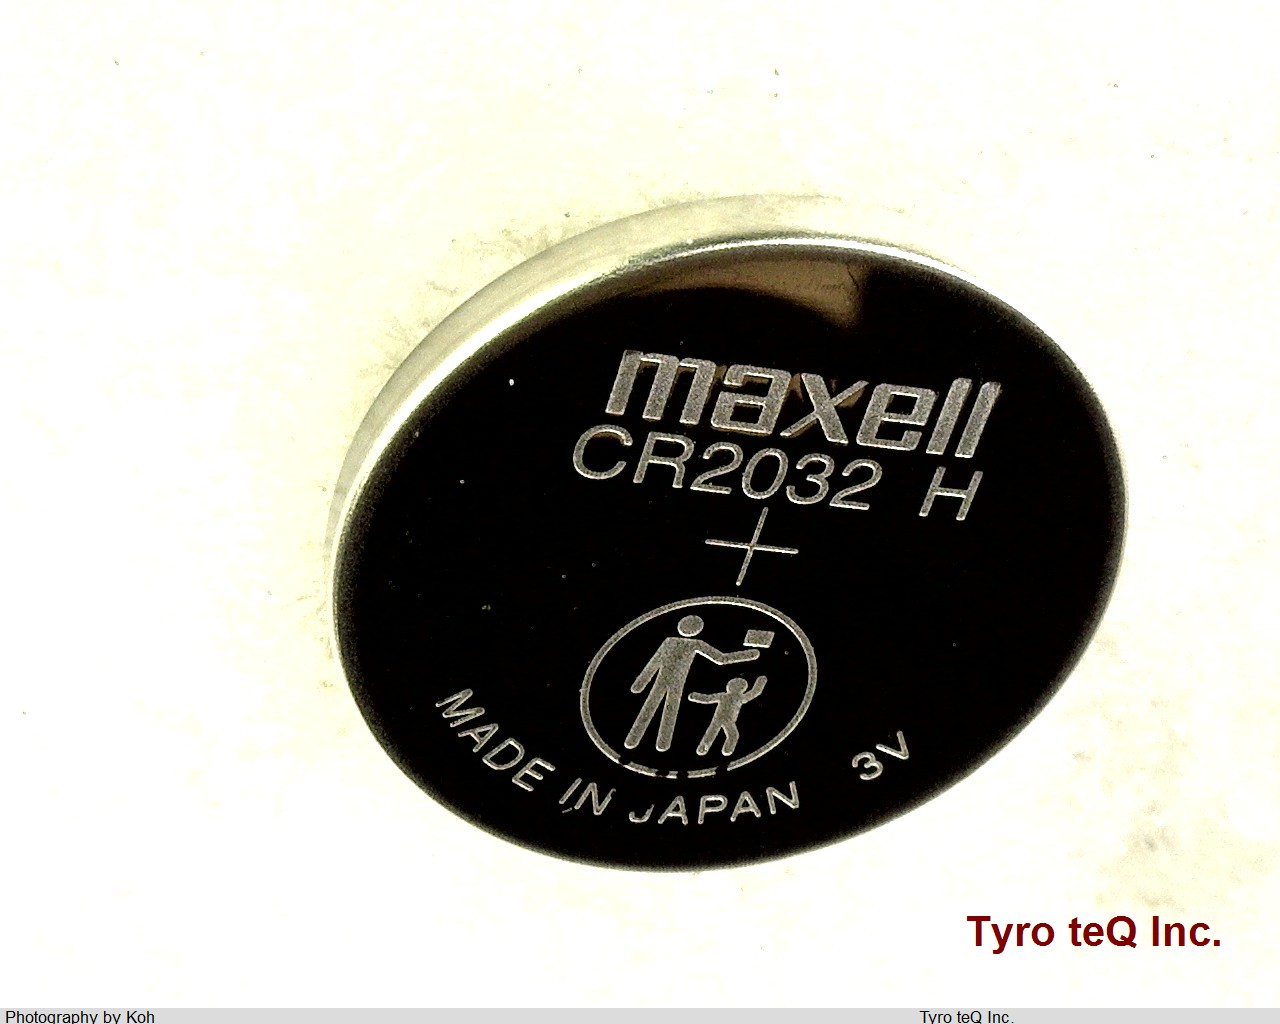 maxell
CR2032 H
+
MADE IN JAPAN 3V
Tyro teQ Inc.
Photography by Koh
Tyro teQ Inc.